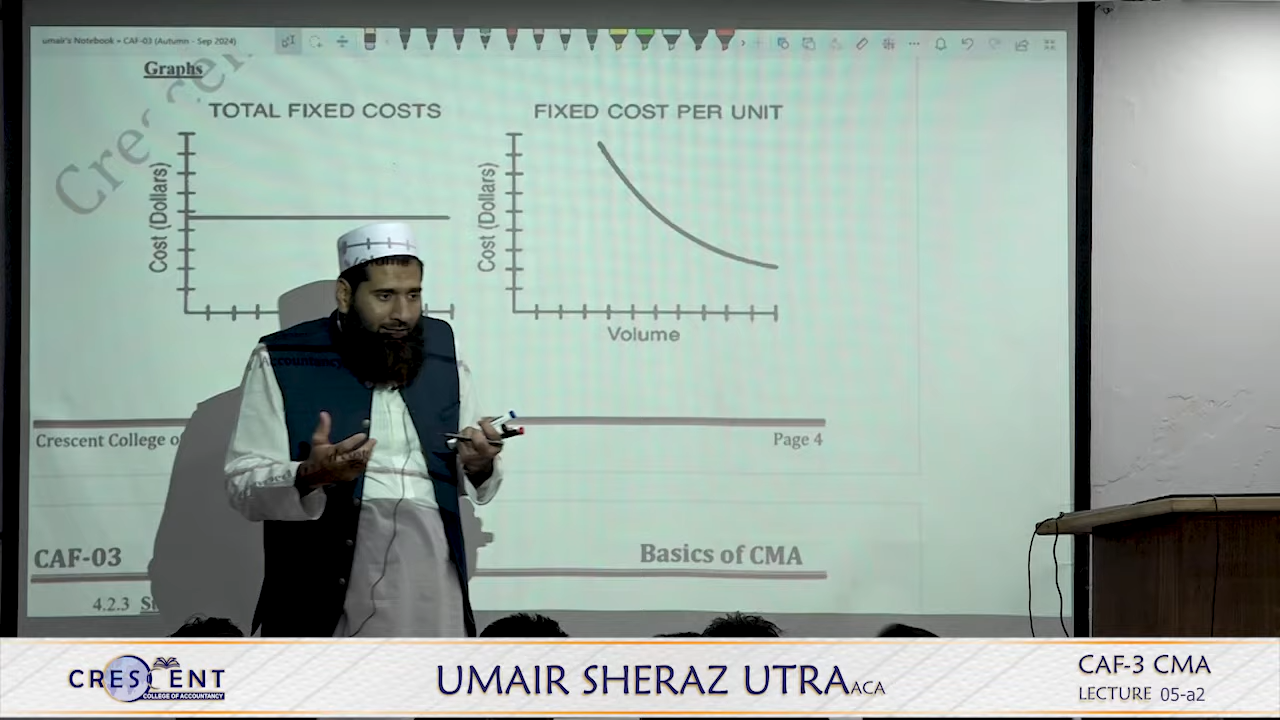 umair's Notebook » CAF-03 (Autumn - Sep 2024)
Graphs
TOTAL FIXED COSTS
FIXED COST PER UNIT
Cost (Dollars)
Cost (Dollars)
Volume
Crescent College o
Page 4
CAF-03
Basics of CMA
4.2.3
CRESCENT
COLLEGE OF ACCOUNTANCY
UMAIR SHERAZ UTRA ACA
CAF-3 CMA
LECTURE 05-a2